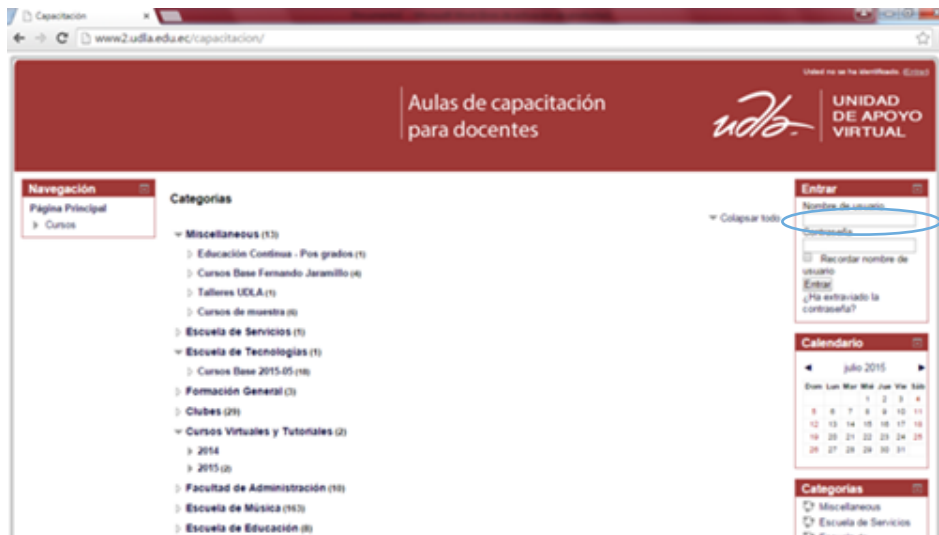 Capacitación
www2.udla.edu.ec/capacitacion/
Usted no se ha identificado. (Entrar)
Aulas de capacitación
para docentes
udla-
UNIDAD
DE APOYO
VIRTUAL
Navegación
Página Principal
Cursos
Categorías
Colapsar todo
Miscellaneous (13)
Educación Continua - Pos grados (1)
Cursos Base Fernando Jaramillo (4)
Talleres UDLA (1)
Cursos de muestra (6)
Escuela de Servicios (1)
Escuela de Tecnologías (1)
Cursos Base 2015-05 (18)
Formación General (3)
Clubes (29)
Cursos Virtuales y Tutoriales (2)
2014
2015 (2)
Facultad de Administración (10)
Escuela de Música (163)
Escuela de Educación (8)
Entrar
Nombre de usuario
Contraseña
Recordar nombre de
usuario
Entrar
¿Ha extraviado la
contraseña?
Calendario
julio 2015
Dom Lun Mar Mié Jue Vie Sáb
1 2 3 4
5 6 7 8 9 10 11
12 13 14 15 16 17 18
19 20 21 22 23 24 25
26 27 28 29 30 31
Categorías
Miscellaneous
Escuela de Servicios